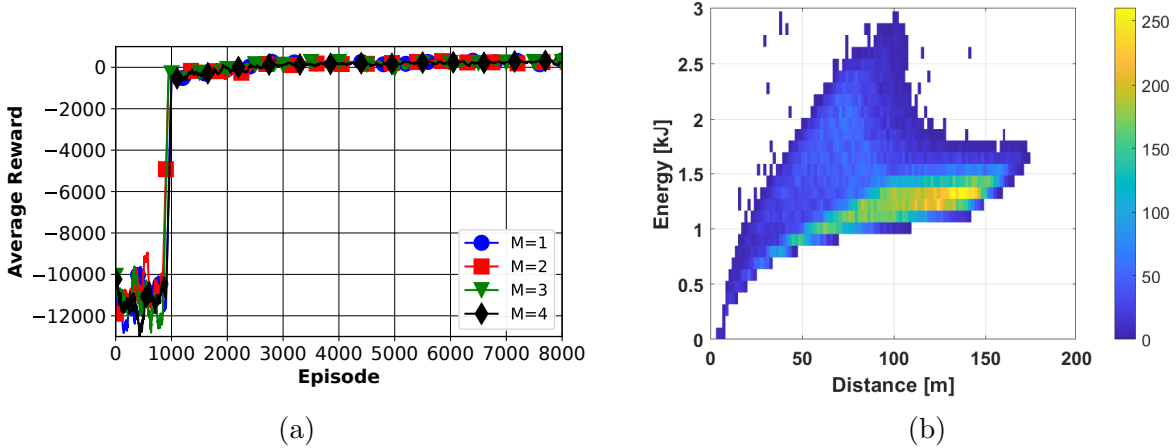 0
−2000
−4000
−6000
−8000
−10000
−12000
Average Reward
0 1000 2000 3000 4000 5000 6000 7000 8000
Episode
M=1
M=2
M=3
M=4
(a)
3
2.5
2
1.5
1
0.5
0
Energy [kJ]
0 50 100 150 200
Distance [m]
250
200
150
100
50
0
(b)